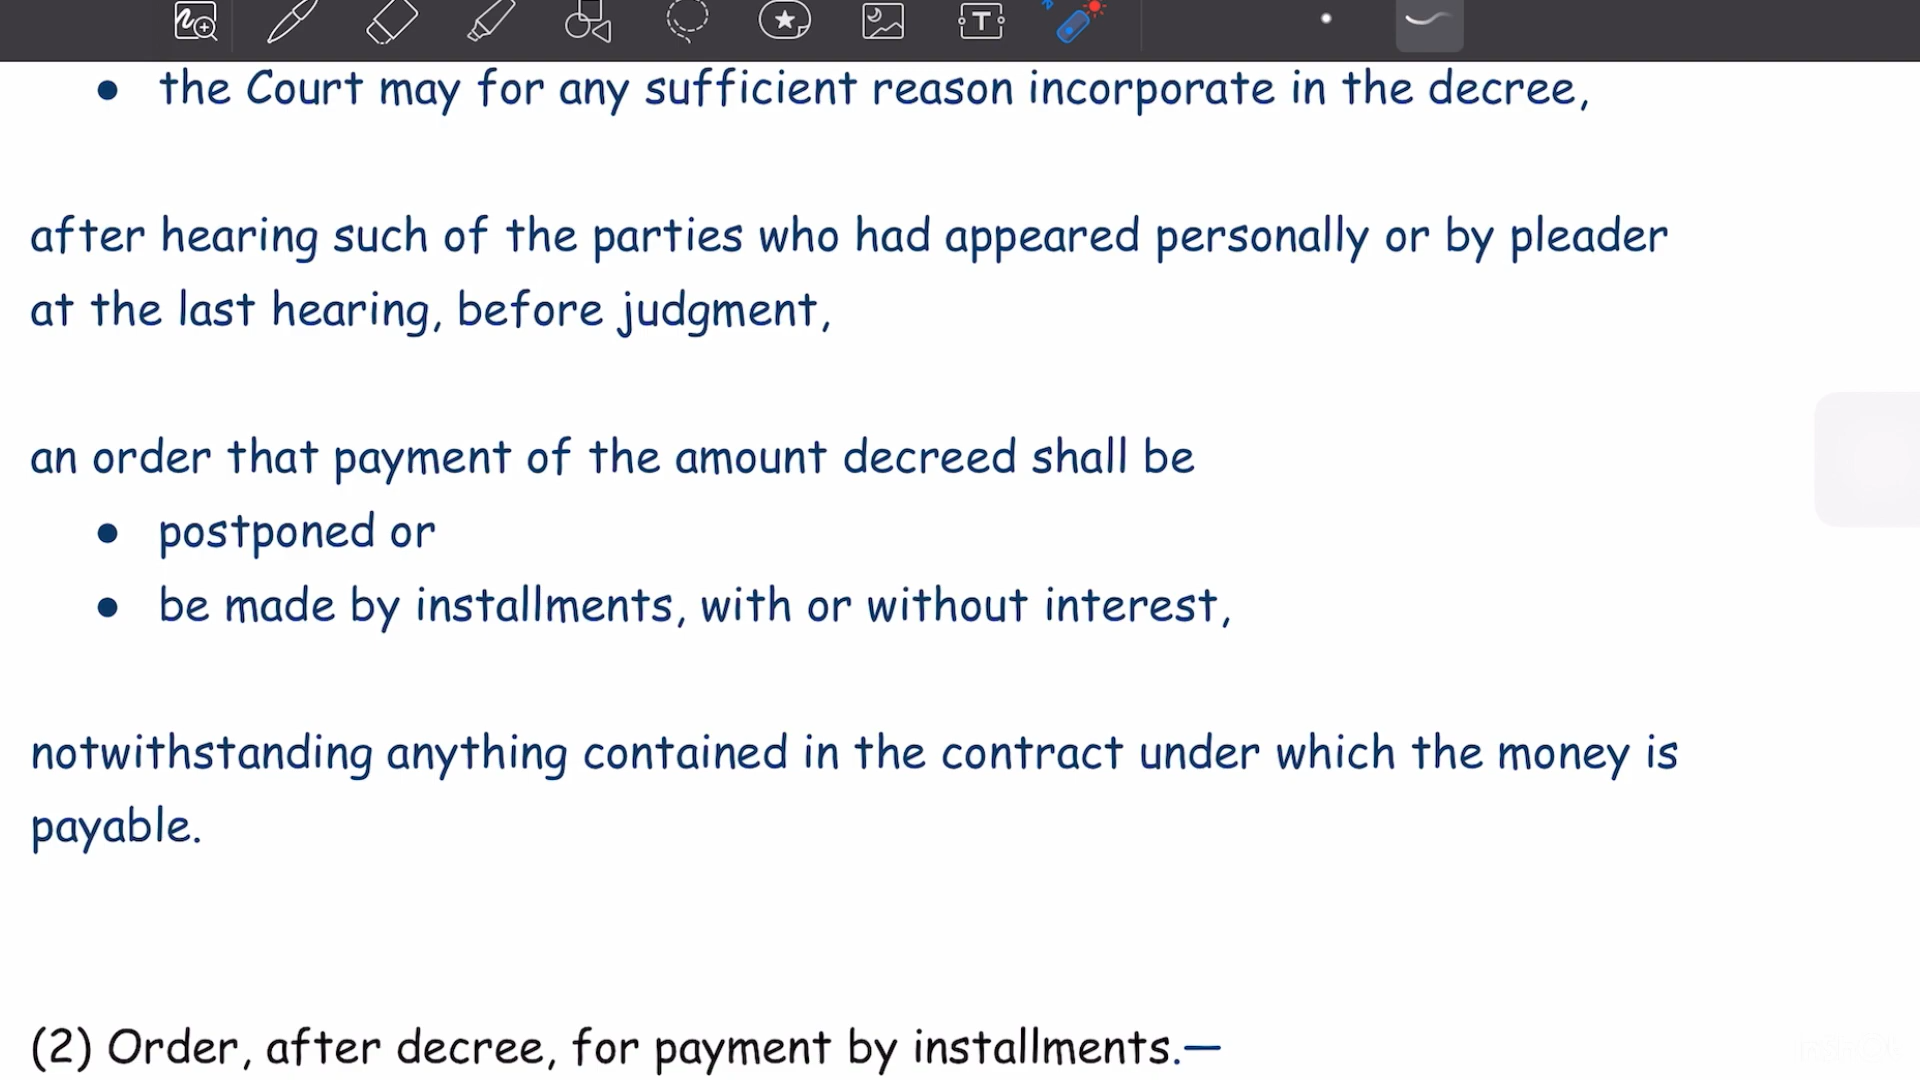 • the Court may for any sufficient reason incorporate in the decree,
after hearing such of the parties who had appeared personally or by pleader
at the last hearing, before judgment,
an order that payment of the amount decreed shall be
• postponed or
• be made by installments, with or without interest,
notwithstanding anything contained in the contract under which the money is
payable.
(2) Order, after decree, for payment by installments.—